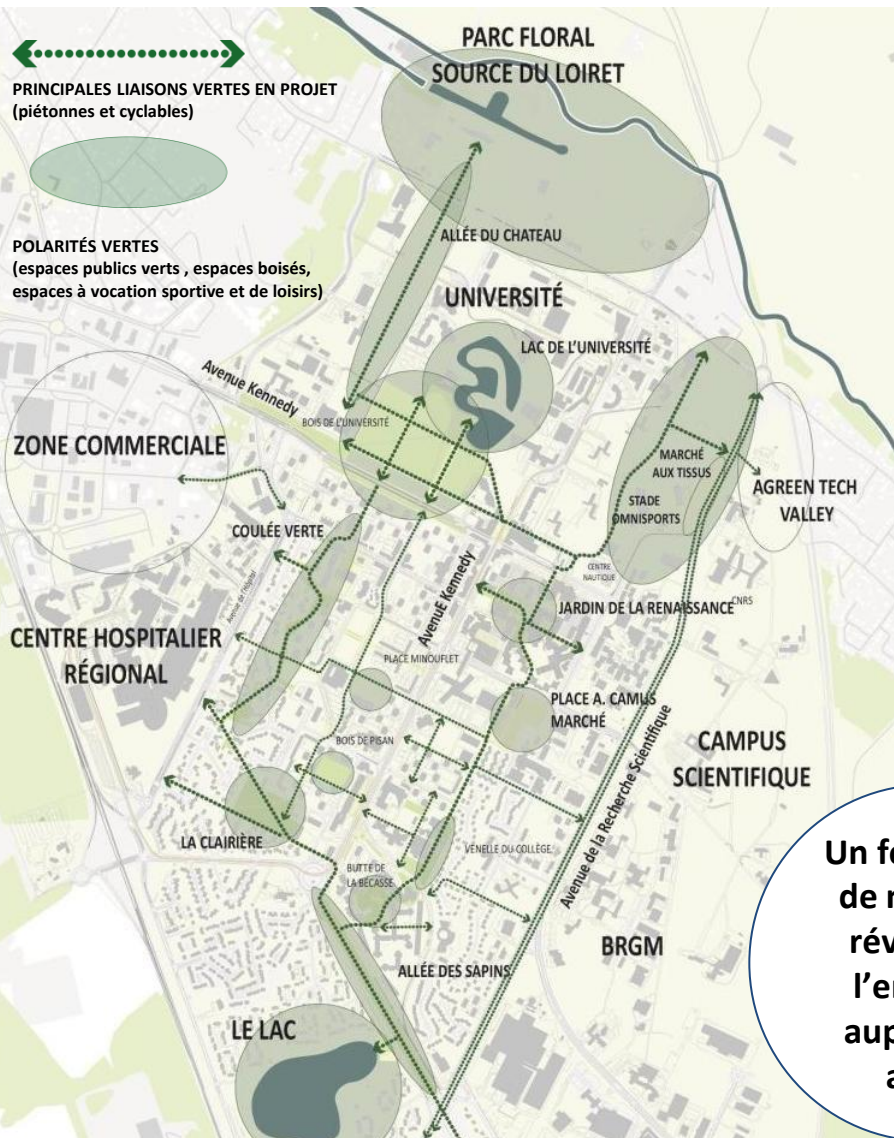 PARC FLORAL
SOURCE DU LOIRET
PRINCIPALES LIAISONS VERTES EN PROJET
(piétonnes et cyclables)
POLARITÉS VERTES
(espaces publics verts , espaces boisés,
espaces à vocation sportive et de loisirs)
ALLÉE DU CHATEAU
UNIVERSITÉ
LAC DE L'UNIVERSITÉ
Avenue Kennedy
BOIS DE L'UNIVERSITÉ
ZONE COMMERCIALE
MARCHÉ
AUX TISSUS
STADE
OMNISPORTS
AGREEN TECH
VALLEY
COULÉE VERTE
CENTRE
NAUTIQUE
AvenuE Kennedy
Avenue de l'Hôpital
JARDIN DE LA RENAISSANCE
CNRS
CENTRE HOSPITALIER
RÉGIONAL
PLACE MINOUFLET
PLACE A. CAMUS
MARCHÉ
BOIS DE PISAN
CAMPUS
SCIENTIFIQUE
Avenue de la Recherche Scientifique
LA CLAIRIÈRE
VENELLE DU COLLÈGE
BUTTE DE
LA BÉCASSE
BRGM
ALLÉE DES SAPINS
LE LAC
Un fo
de r
rév
l'e
aup
a